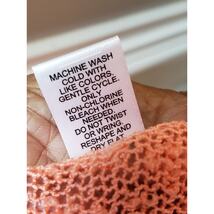 MACHINE WASH
COLD WITH
LIKE COLORS,
GENTLE CYCLE.
ONLY
NON-CHLORINE
BLEACH WHEN
NEEDED.
DO NOT TWIST
OR WRING.
RESHAPE AND
DRY FLAT